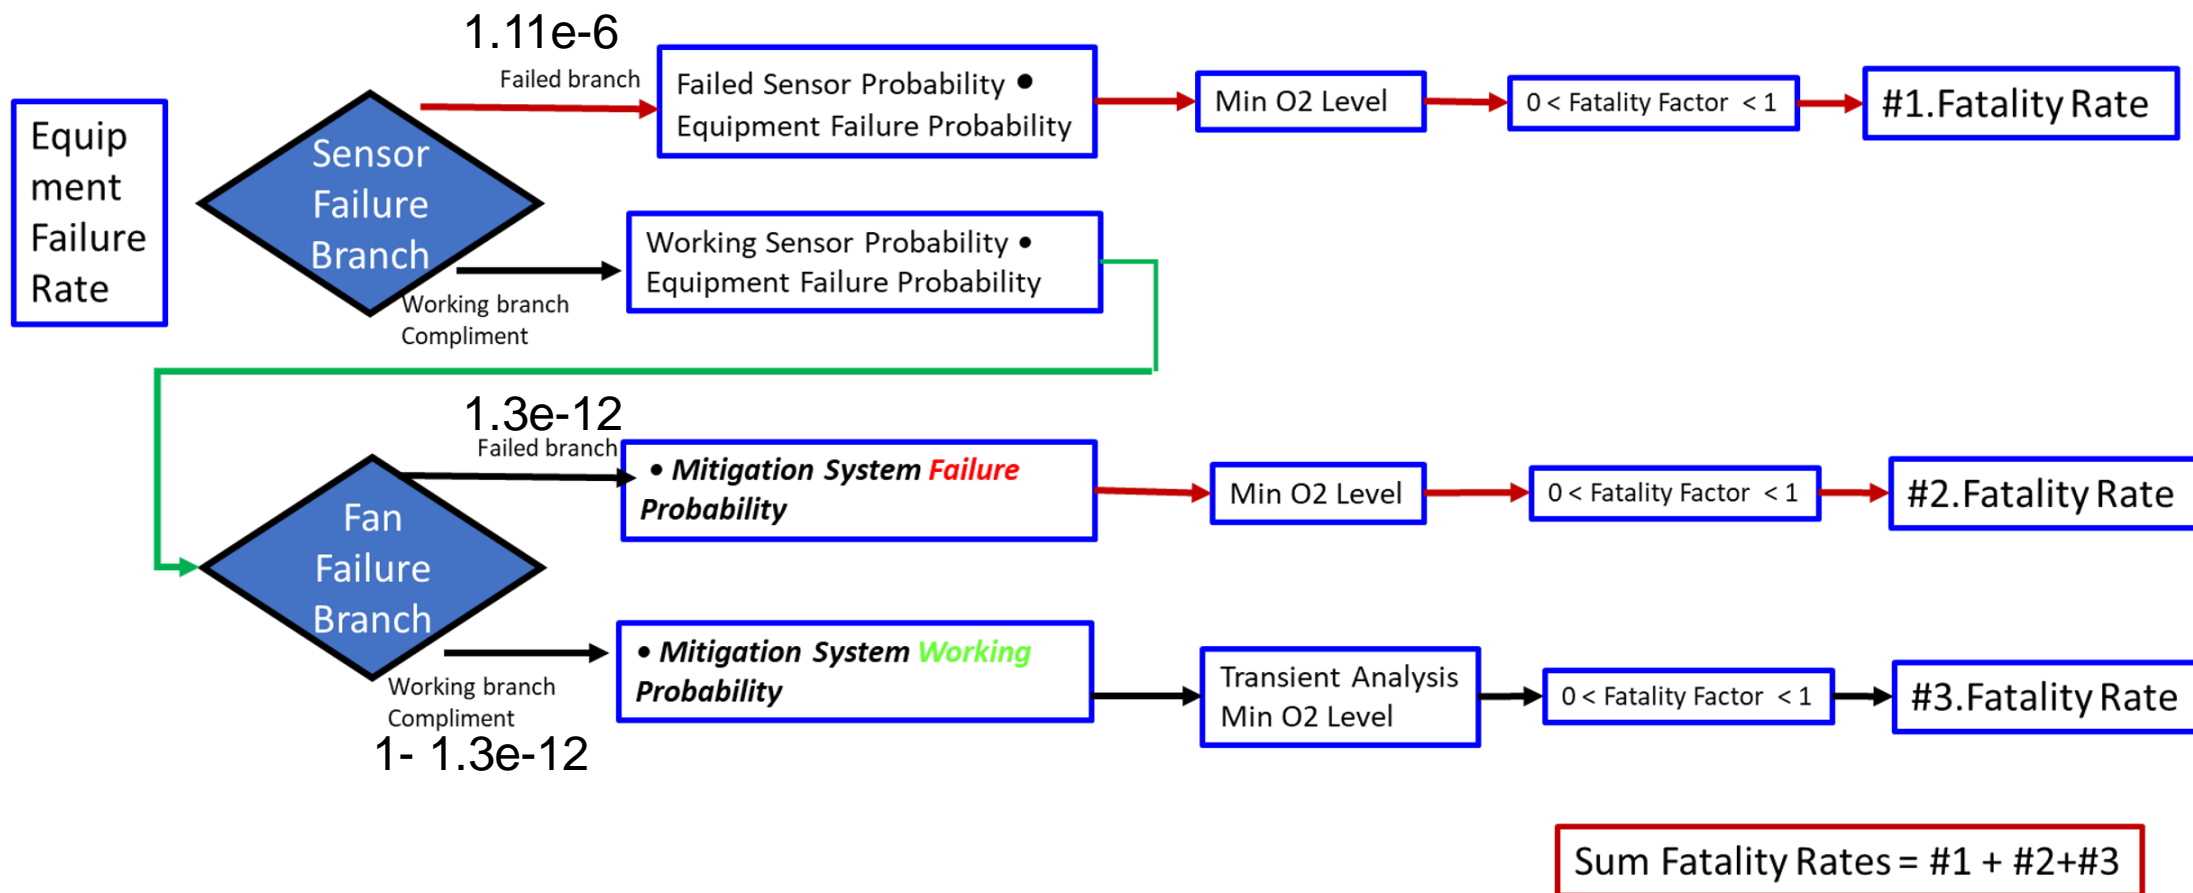 1.11e-6
Failed branch
Equip
ment
Failure
Rate
Sensor
Failure
Branch
Failed Sensor Probability •
Equipment Failure Probability
Min O2 Level
0 < Fatality Factor < 1
#1.Fatality Rate
Working Sensor Probability •
Equipment Failure Probability
Working branch
Compliment
1.3e-12
Failed branch
Fan
Failure
Branch
• Mitigation System Failure
Probability
Min O2 Level
0 < Fatality Factor < 1
#2.Fatality Rate
• Mitigation System Working
Probability
Working branch
Compliment
1- 1.3e-12
Transient Analysis
Min O2 Level
0 < Fatality Factor < 1
#3.Fatality Rate
Sum Fatality Rates = #1 + #2+#3